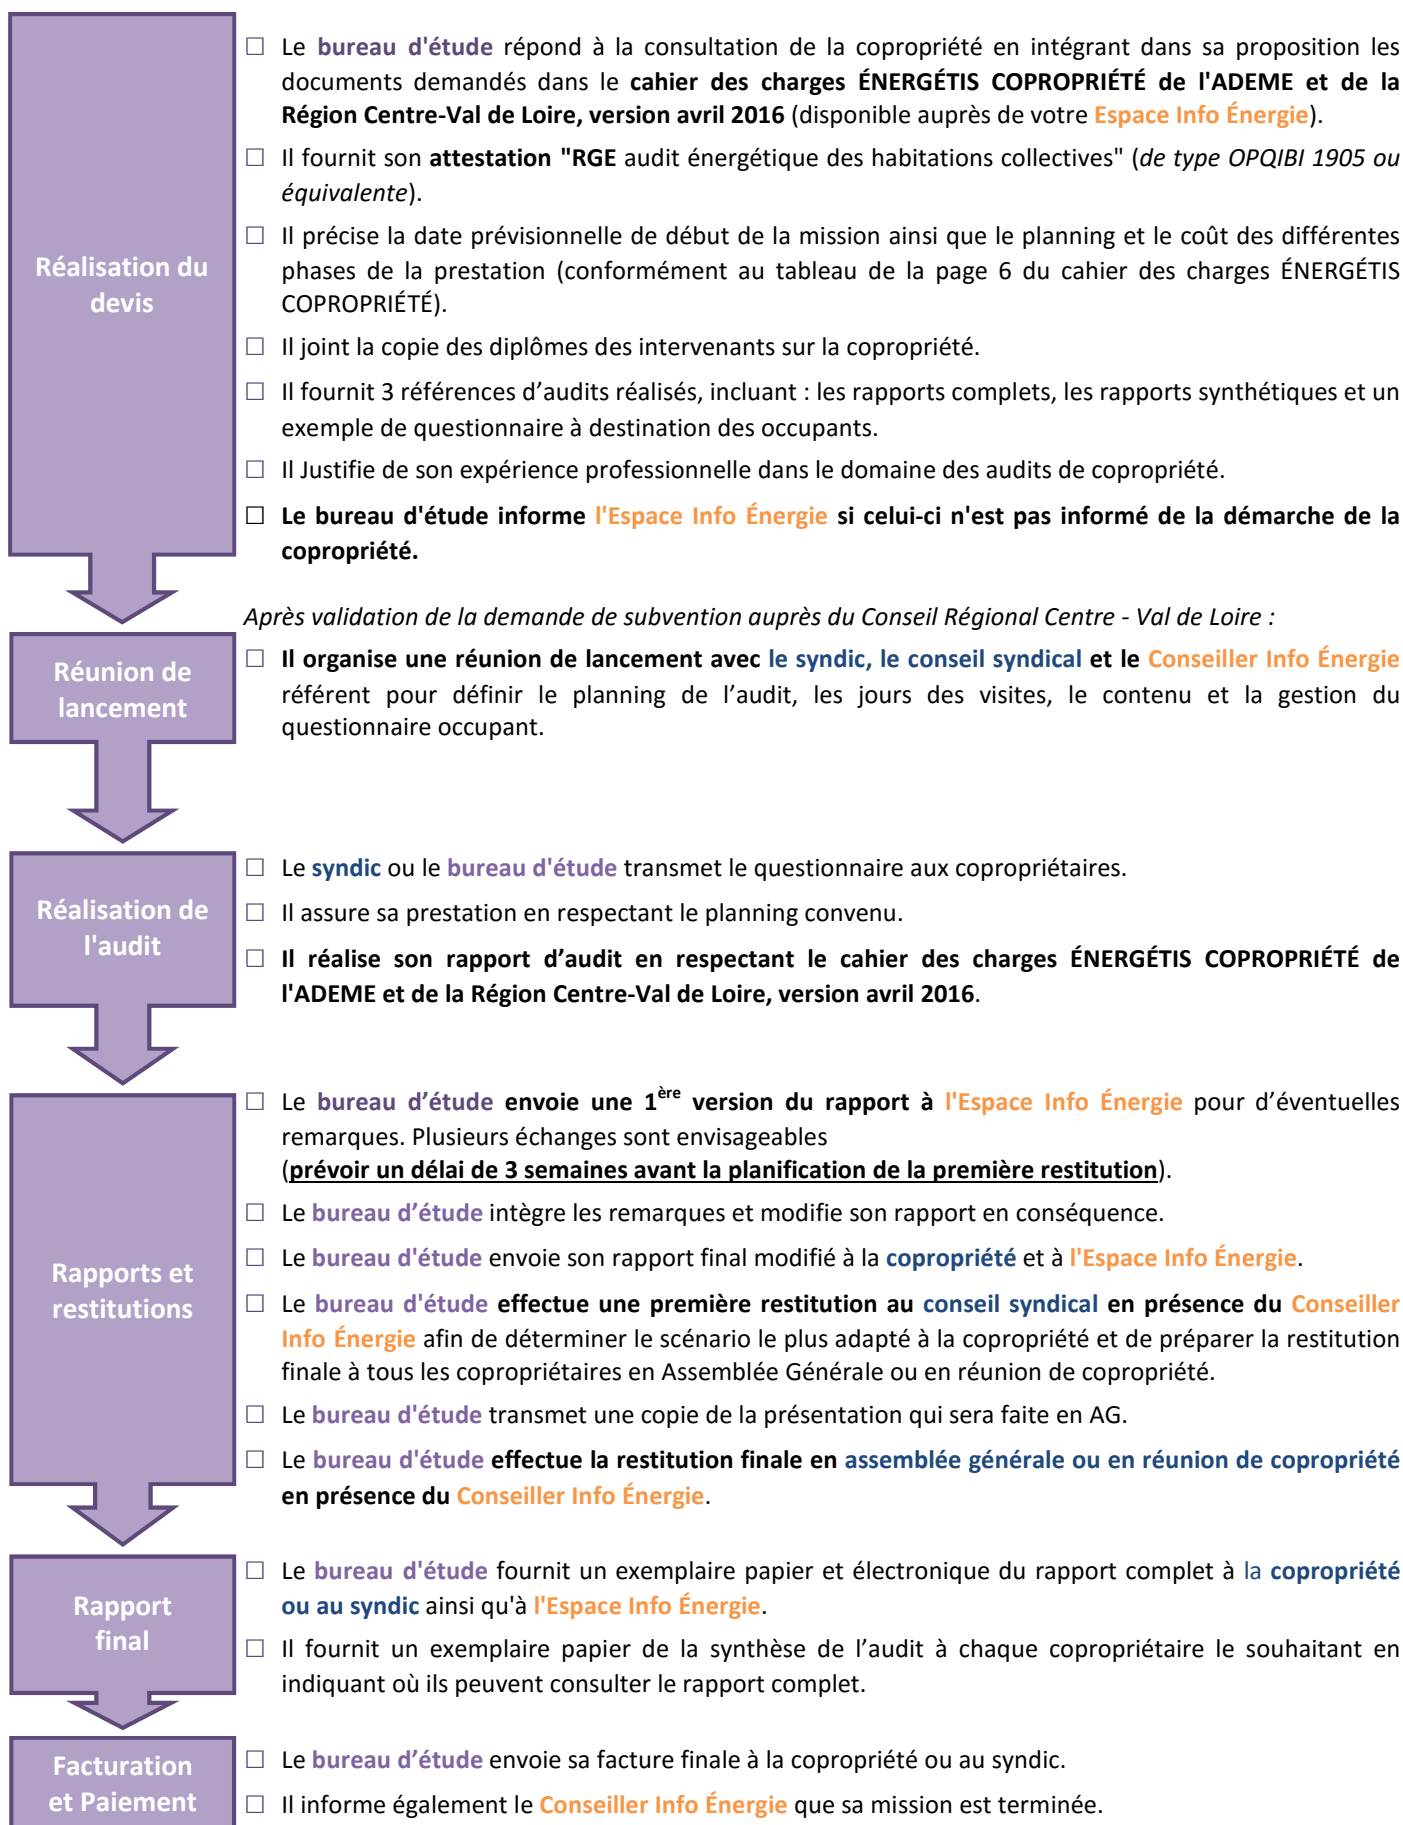 Réalisation du
devis
☐ Le bureau d'étude répond à la consultation de la copropriété en intégrant dans sa proposition les
documents demandés dans le cahier des charges ÉNERGÉTIS COPROPRIÉTÉ de l'ADEME et de la
Région Centre-Val de Loire, version avril 2016 (disponible auprès de votre Espace Info Énergie).
☐ Il fournit son attestation "RGE audit énergétique des habitations collectives" (de type OPQIBI 1905 ou
équivalente).
☐ Il précise la date prévisionnelle de début de la mission ainsi que le planning et le coût des différentes
phases de la prestation (conformément au tableau de la page 6 du cahier des charges ÉNERGÉTIS
COPROPRIÉTÉ).
☐ Il joint la copie des diplômes des intervenants sur la copropriété.
☐ Il fournit 3 références d’audits réalisés, incluant : les rapports complets, les rapports synthétiques et un
exemple de questionnaire à destination des occupants.
☐ Il Justifie de son expérience professionnelle dans le domaine des audits de copropriété.
☐ Le bureau d'étude informe l'Espace Info Énergie si celui-ci n'est pas informé de la démarche de la
copropriété.
Après validation de la demande de subvention auprès du Conseil Régional Centre - Val de Loire :
Réunion de
lancement
☐ Il organise une réunion de lancement avec le syndic, le conseil syndical et le Conseiller Info Énergie
référent pour définir le planning de l’audit, les jours des visites, le contenu et la gestion du
questionnaire occupant.
Réalisation de
l'audit
☐ Le syndic ou le bureau d'étude transmet le questionnaire aux copropriétaires.
☐ Il assure sa prestation en respectant le planning convenu.
☐ Il réalise son rapport d’audit en respectant le cahier des charges ÉNERGÉTIS COPROPRIÉTÉ de
l'ADEME et de la Région Centre-Val de Loire, version avril 2016.
Rapports et
restitutions
☐ Le bureau d’étude envoie une 1ère version du rapport à l'Espace Info Énergie pour d’éventuelles
remarques. Plusieurs échanges sont envisageables
(prévoir un délai de 3 semaines avant la planification de la première restitution).
☐ Le bureau d’étude intègre les remarques et modifie son rapport en conséquence.
☐ Le bureau d'étude envoie son rapport final modifié à la copropriété et à l'Espace Info Énergie.
☐ Le bureau d'étude effectue une première restitution au conseil syndical en présence du Conseiller
Info Énergie afin de déterminer le scénario le plus adapté à la copropriété et de préparer la restitution
finale à tous les copropriétaires en Assemblée Générale ou en réunion de copropriété.
☐ Le bureau d'étude transmet une copie de la présentation qui sera faite en AG.
☐ Le bureau d'étude effectue la restitution finale en assemblée générale ou en réunion de copropriété
en présence du Conseiller Info Énergie.
Rapport
final
☐ Le bureau d'étude fournit un exemplaire papier et électronique du rapport complet à la copropriété
ou au syndic ainsi qu'à l'Espace Info Énergie.
☐ Il fournit un exemplaire papier de la synthèse de l’audit à chaque copropriétaire le souhaitant en
indiquant où ils peuvent consulter le rapport complet.
Facturation
et Paiement
☐ Le bureau d’étude envoie sa facture finale à la copropriété ou au syndic.
☐ Il informe également le Conseiller Info Énergie que sa mission est terminée.